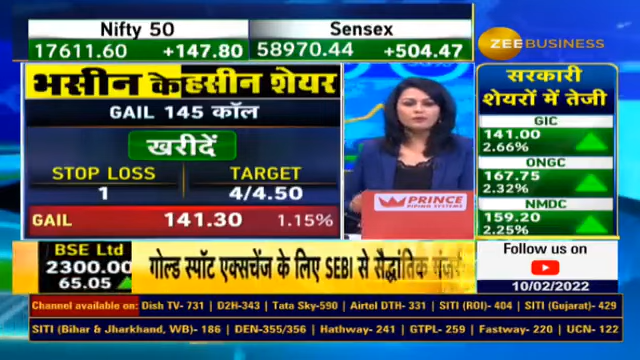 Nifty 50
17611.60 +147.80
Sensex
58970.44 +504.47
ZEE BUSINESS
भसीन के हसीन शेयर
GAIL 145 कॉल
खरीदें
STOP LOSS TARGET
1 4/4.50
GAIL 141.30 1.15%
PRINCE
PIPING SYSTEMS
सरकारी
शेयरों में तेजी
GIC
141.00
2.66%
ONGC
167.75
2.32%
NMDC
159.20
2.25%
BSE Ltd
2300.00
65.05
गोल्ड स्पॉट एक्सचेंज के लिए SEBI से सैद्धांतिक
Follow us on
10/02/2022
Channel available on: Dish TV- 731 | D2H-343 | Tata Sky-590 | Airtel DTH- 331 | SITI (ROI)- 404 | SITI (Gujarat)- 429
SITI (Bihar & Jharkhand, WB)- 186 | DEN-355/356 | Hathway- 241 | GTPL- 259 | Fastway- 220 | UCN- 122